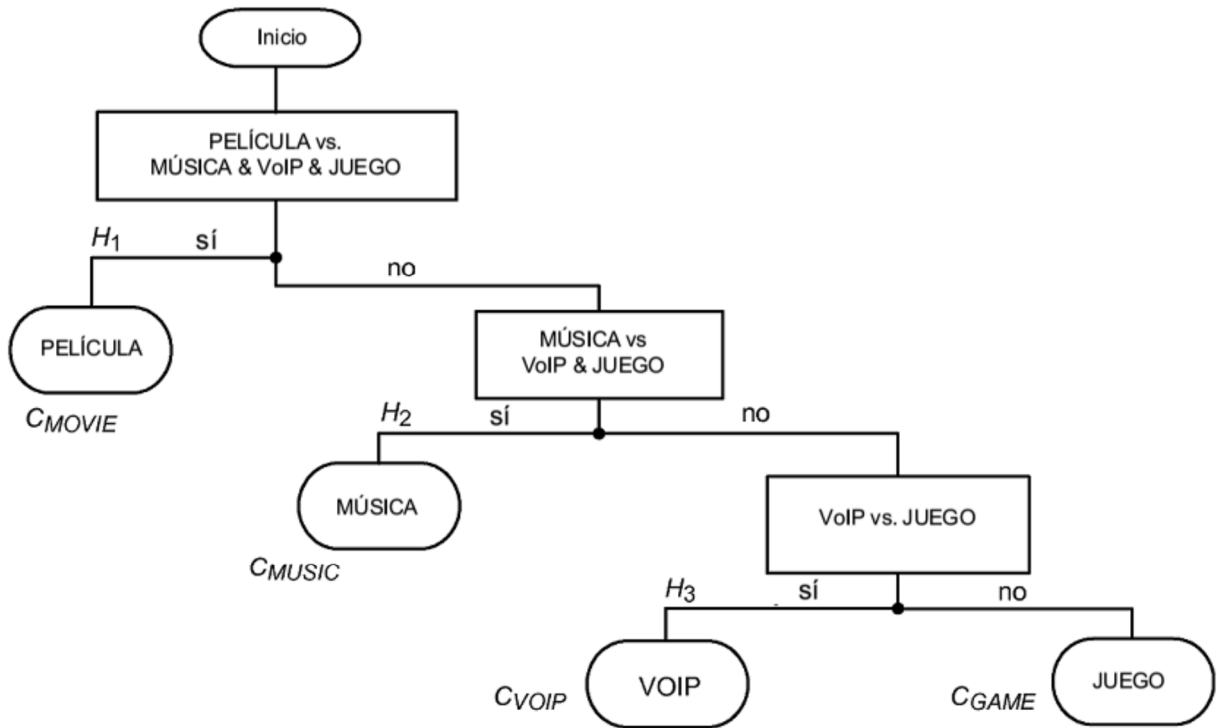 Inicio
PELÍCULA vs.
MÚSICA & VoIP & JUEGO
H1
sí
no
PELÍCULA
CMOVIE
MÚSICA vs
VoIP & JUEGO
H2
sí
no
MÚSICA
CMUSIC
VoIP vs. JUEGO
H3
sí
no
VOIP
CVOIP
JUEGO
CGAME